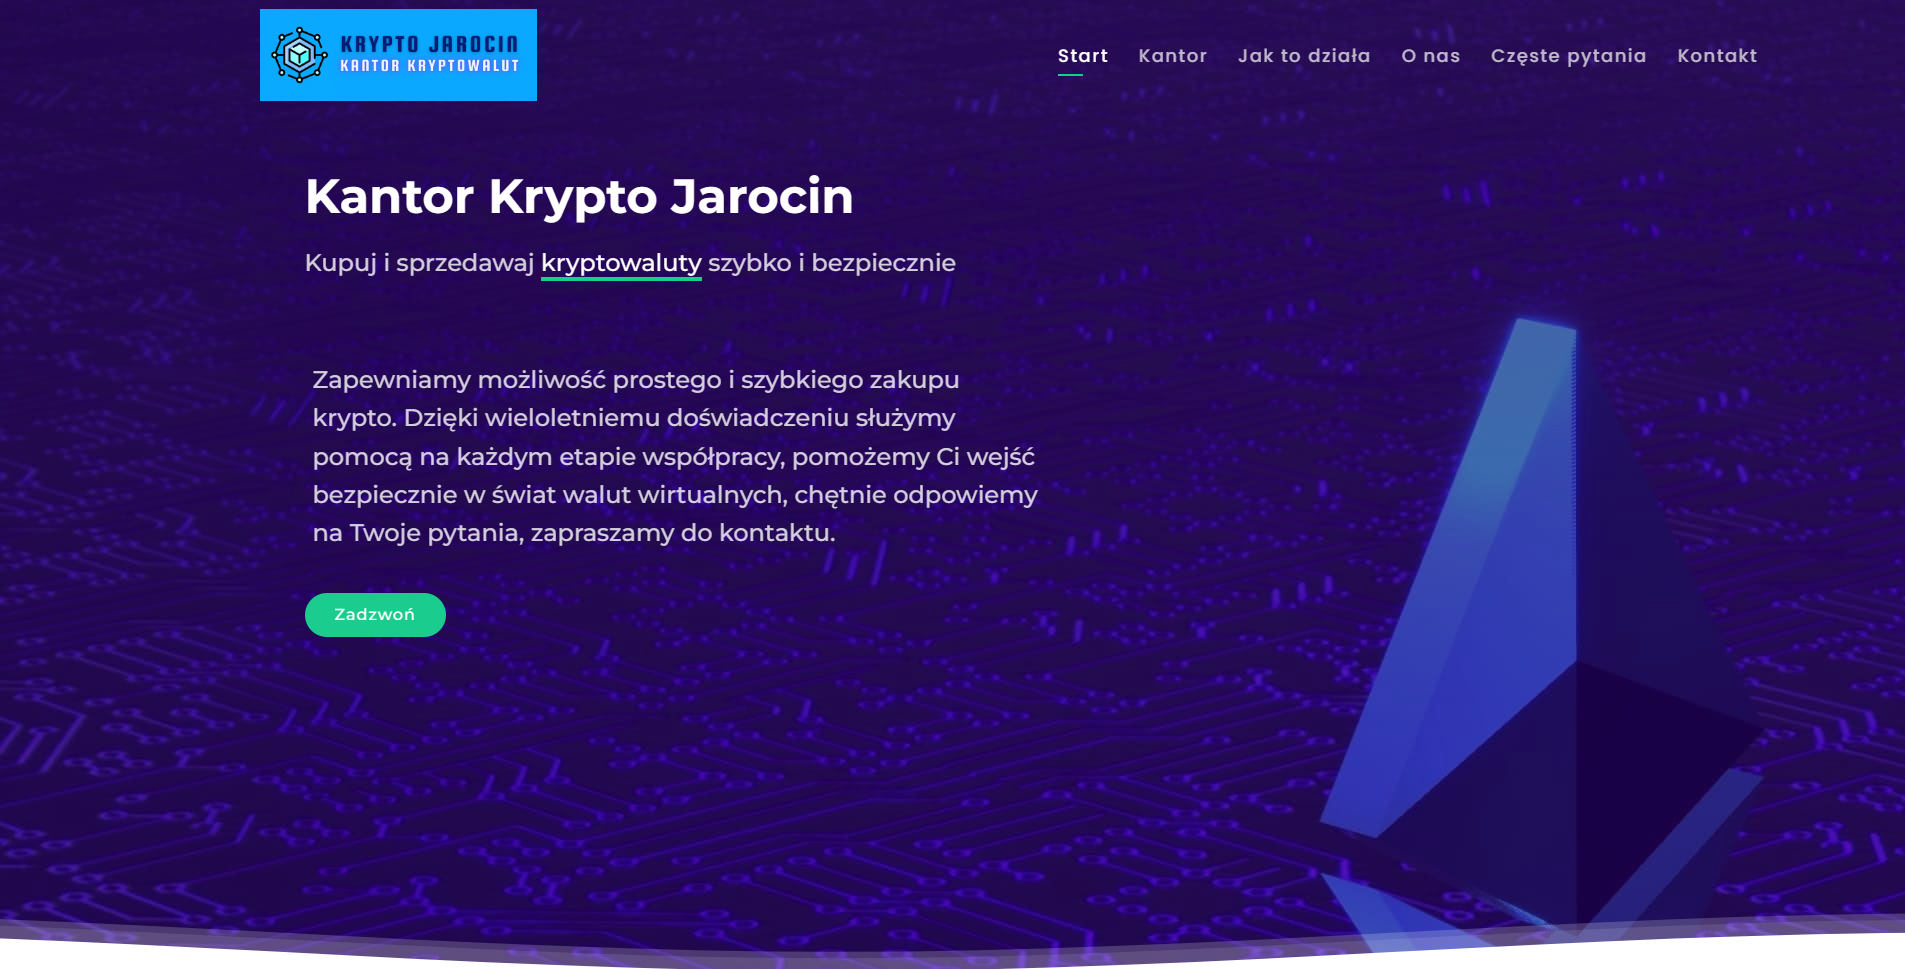 KRYPTO JAROCIN
KANTOR KRYPTOWALUT
Start Kantor Jak to działa O nas Częste pytania Kontakt
Kantor Krypto Jarocin
Kupuj i sprzedawaj kryptowaluty szybko i bezpiecznie
Zapewniamy możliwość prostego i szybkiego zakupu
krypto. Dzięki wieloletniemu doświadczeniu służymy
pomocą na każdym etapie współpracy, pomożemy Ci wejść
bezpiecznie w świat walut wirtualnych, chętnie odpowiemy
na Twoje pytania, zapraszamy do kontaktu.
Zadzwoń